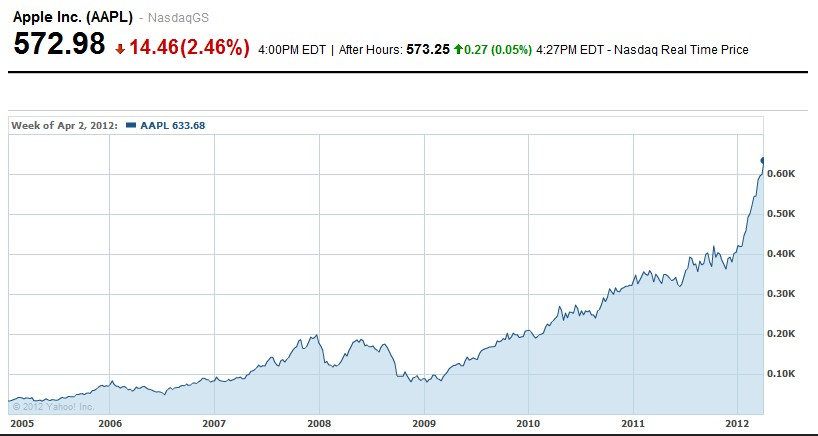 Apple Inc. (AAPL) - NasdaqGS
572.98 14.46(2.46%) 4:00PM EDT | After Hours: 573.25 0.27 (0.05%) 4:27PM EDT - Nasdaq Real Time Price
Week of Apr 2, 2012: AAPL 633.68
0.60K
0.50K
0.40K
0.30K
0.20K
0.10K
© 2012 Yahoo! Inc.
2005 2006 2007 2008 2009 2010 2011 2012